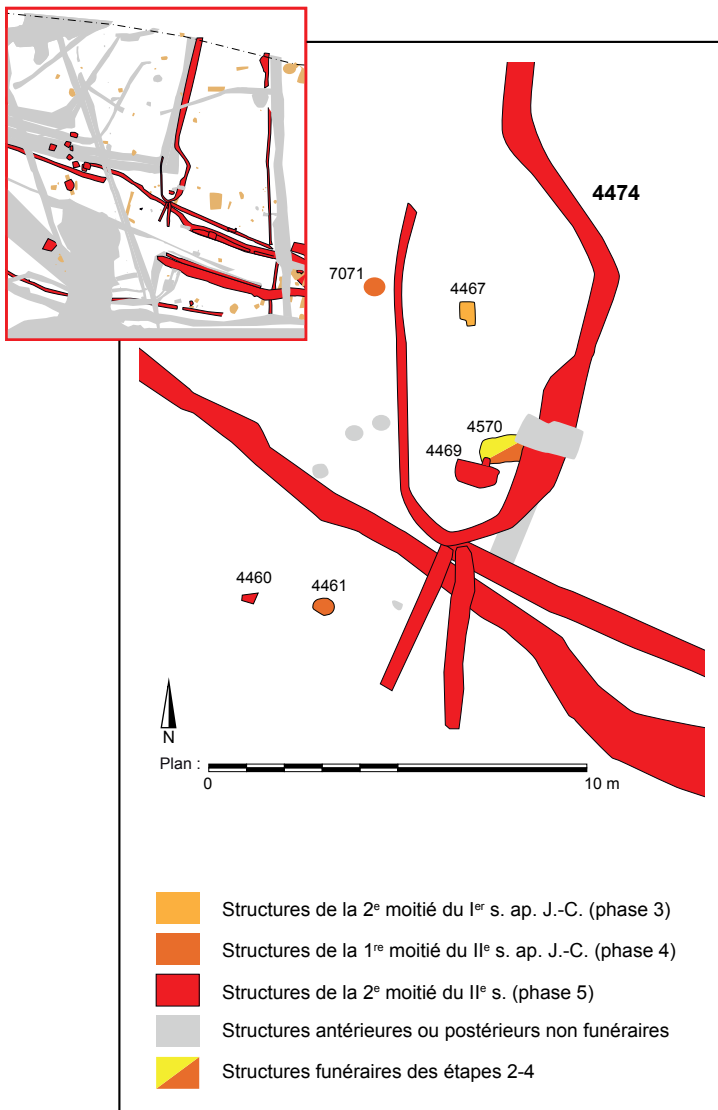 4474
7071
4467
4570
4469
4460
4461
N
Plan :
0
10 m
Structures de la 2e moitié du Ier s. ap. J.-C. (phase 3)
Structures de la 1re moitié du IIe s. ap. J.-C. (phase 4)
Structures de la 2e moitié du IIe s. (phase 5)
Structures antérieures ou postérieurs non funéraires
Structures funéraires des étapes 2-4